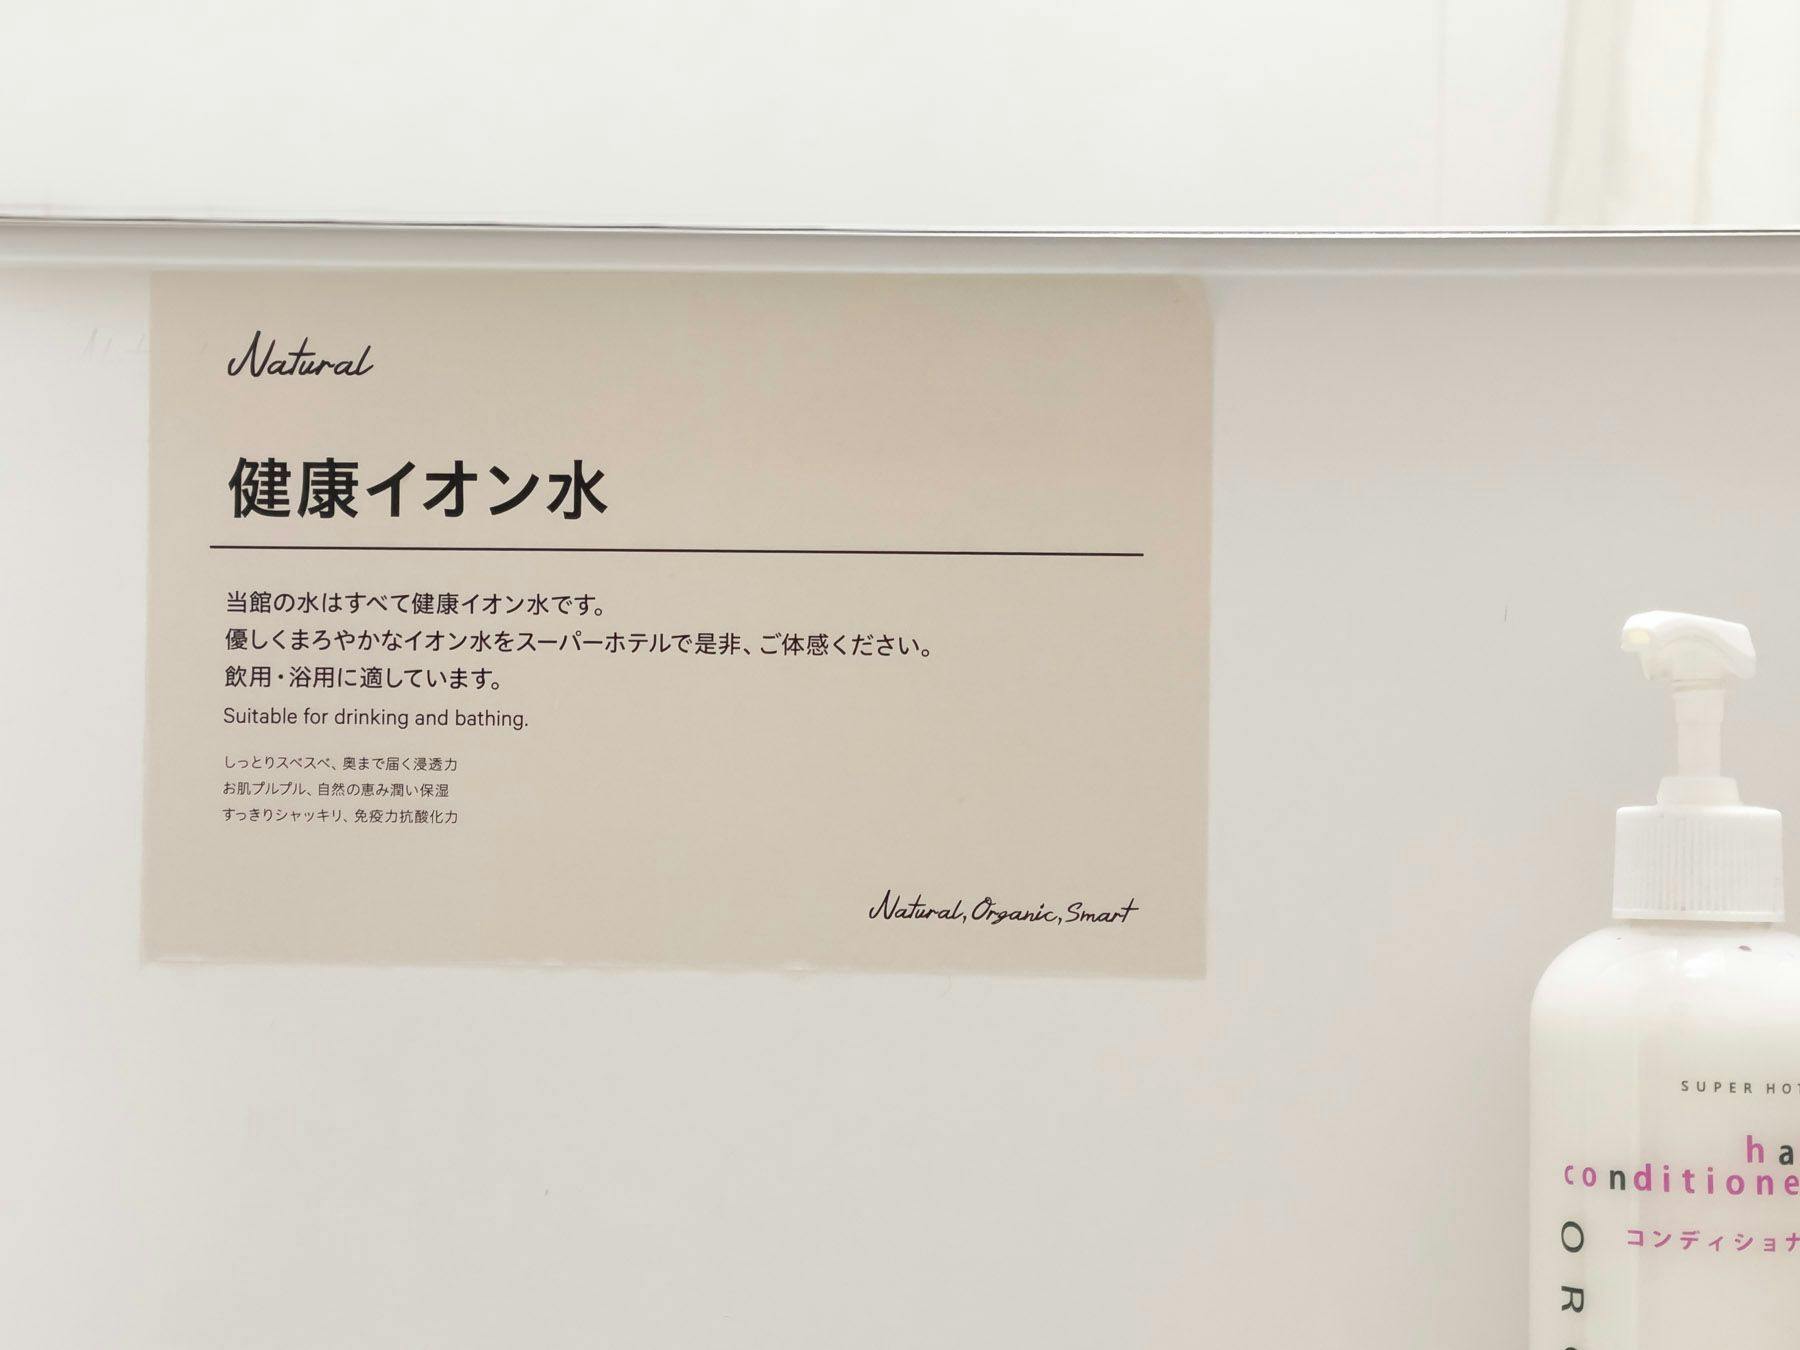 Natural
健康イオン水
当館の水はすべて健康イオン水です。
優しくまろやかなイオン水をスーパーホテルで是非、ご体感ください。
飲用・浴用に適しています。
Suitable for drinking and bathing.
しっとりスベスベ、奥まで届く浸透力
お肌プルプル、自然の恵み潤い保湿
すっきりシャッキリ、免疫力抗酸化力
Natural, Organic, Smart
SUPER HOT
ha
conditione
コンディショナ
OR